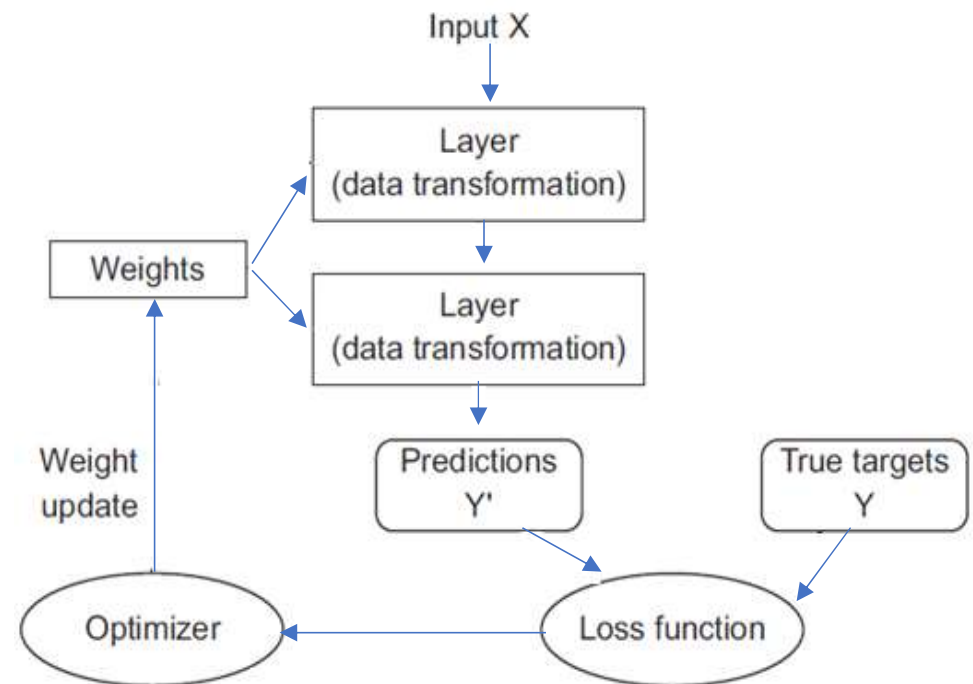 Input X
Layer
(data transformation)
Weights
Layer
(data transformation)
Weight
update
Predictions
Y'
True targets
Y
Optimizer
Loss function